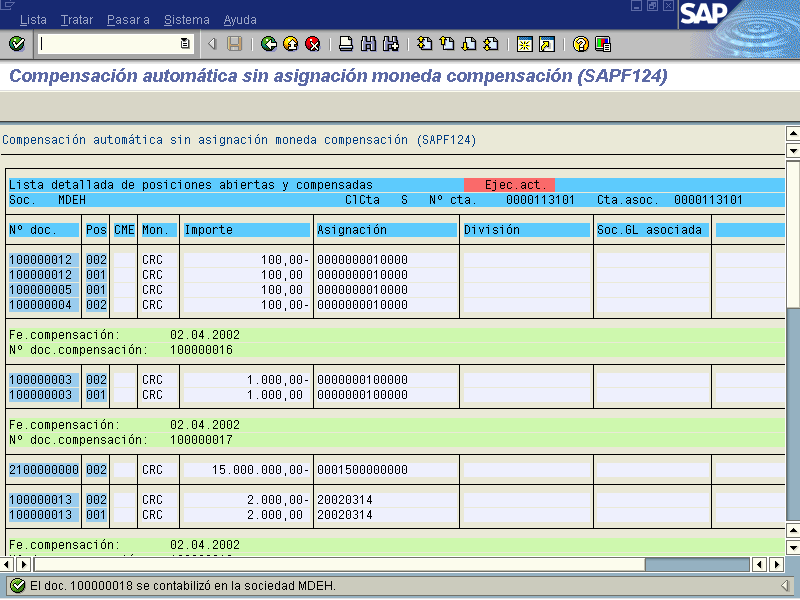 Lista Tratar Pasar a Sistema Ayuda
SAP
Compensación automática sin asignación moneda compensación (SAPF124)
Compensación automática sin asignación moneda compensación (SAPF124)
Lista detallada de posiciones abiertas y compensadas Ejec.act.
Soc. MDEH ClCta S Nº cta. 0000113101 Cta.asoc. 0000113101
Nº doc. Pos CME Mon. Importe Asignación División Soc.GL asociada
100000012 002 CRC 100,00- 0000000010000
100000012 001 CRC 100,00 0000000010000
100000005 001 CRC 100,00 0000000010000
100000004 002 CRC 100,00- 0000000010000
Fe.compensación: 02.04.2002
Nº doc.compensación: 100000016
100000003 002 CRC 1.000,00- 0000000100000
100000003 001 CRC 1.000,00 0000000100000
Fe.compensación: 02.04.2002
Nº doc.compensación: 100000017
2100000000 002 CRC 15.000.000,00- 0001500000000
100000013 002 CRC 2.000,00- 20020314
100000013 001 CRC 2.000,00 20020314
Fe.compensación: 02.04.2002
El doc. 100000018 se contabilizó en la sociedad MDEH.